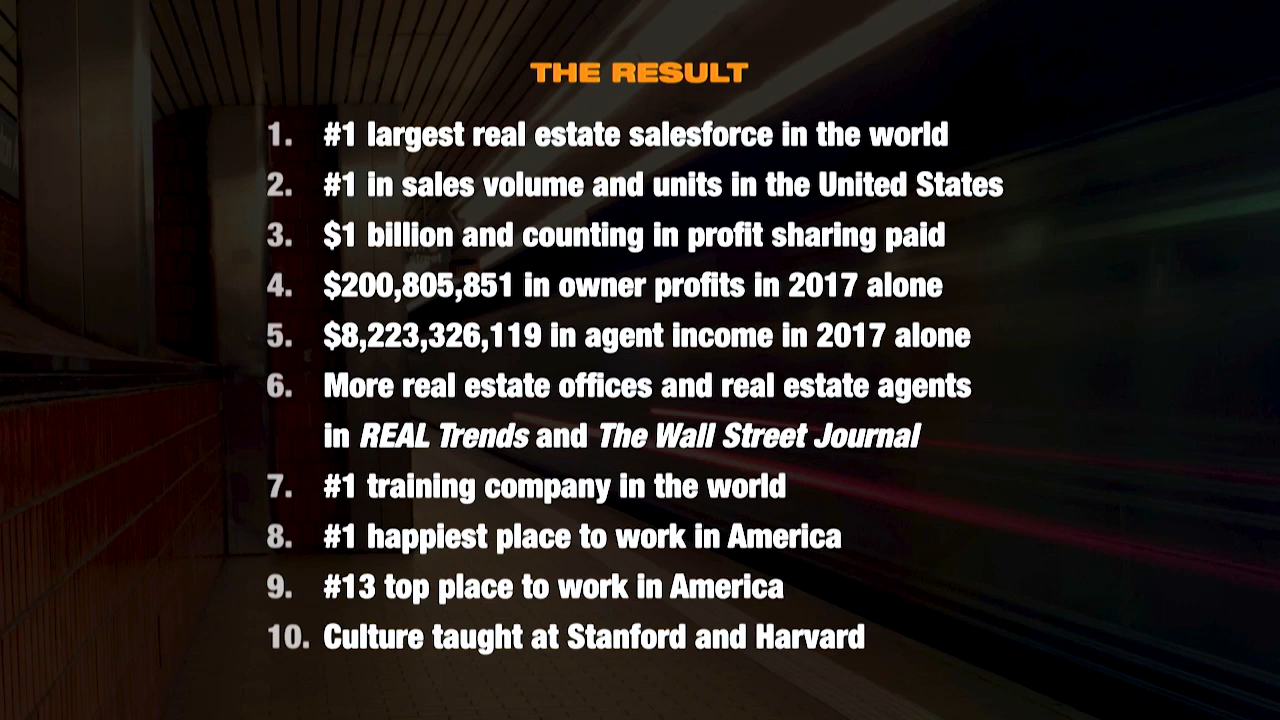 THE RESULT
1. #1 largest real estate salesforce in the world
2. #1 in sales volume and units in the United States
3. $1 billion and counting in profit sharing paid
4. $200,805,851 in owner profits in 2017 alone
5. $8,223,326,119 in agent income in 2017 alone
6. More real estate offices and real estate agents
in REAL Trends and The Wall Street Journal
7. #1 training company in the world
8. #1 happiest place to work in America
9. #13 top place to work in America
10. Culture taught at Stanford and Harvard